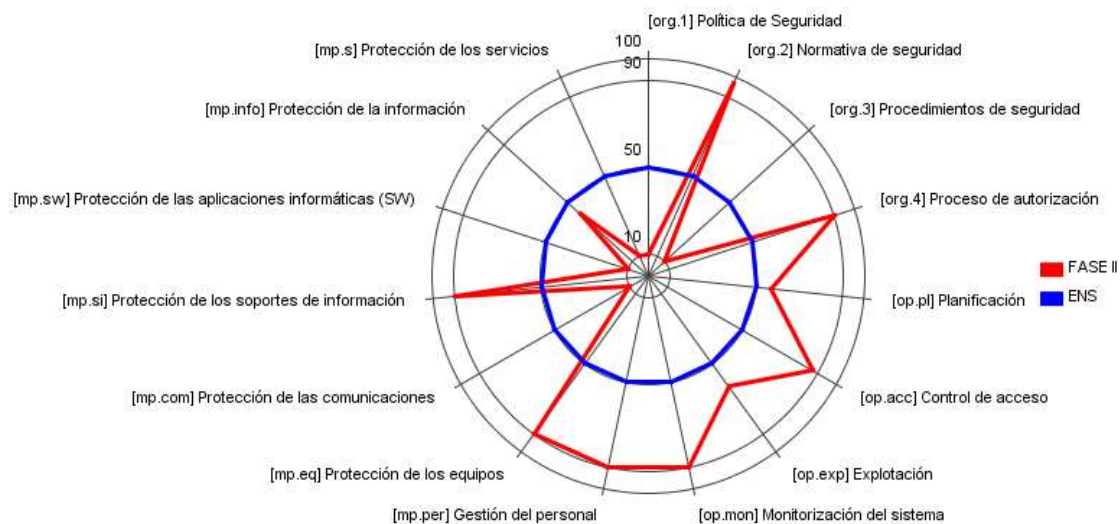 [org.1] Política de Seguridad
100
90
50
10
[org.2] Normativa de seguridad
[org.3] Procedimientos de seguridad
[org.4] Proceso de autorización
[op.pl] Planificación
[op.acc] Control de acceso
[op.exp] Explotación
[op.mon] Monitorización del sistema
[mp.per] Gestión del personal
[mp.eq] Protección de los equipos
[mp.com] Protección de las comunicaciones
[mp.si] Protección de los soportes de información
[mp.sw] Protección de las aplicaciones informáticas (SW)
[mp.info] Protección de la información
[mp.s] Protección de los servicios
FASE II
ENS